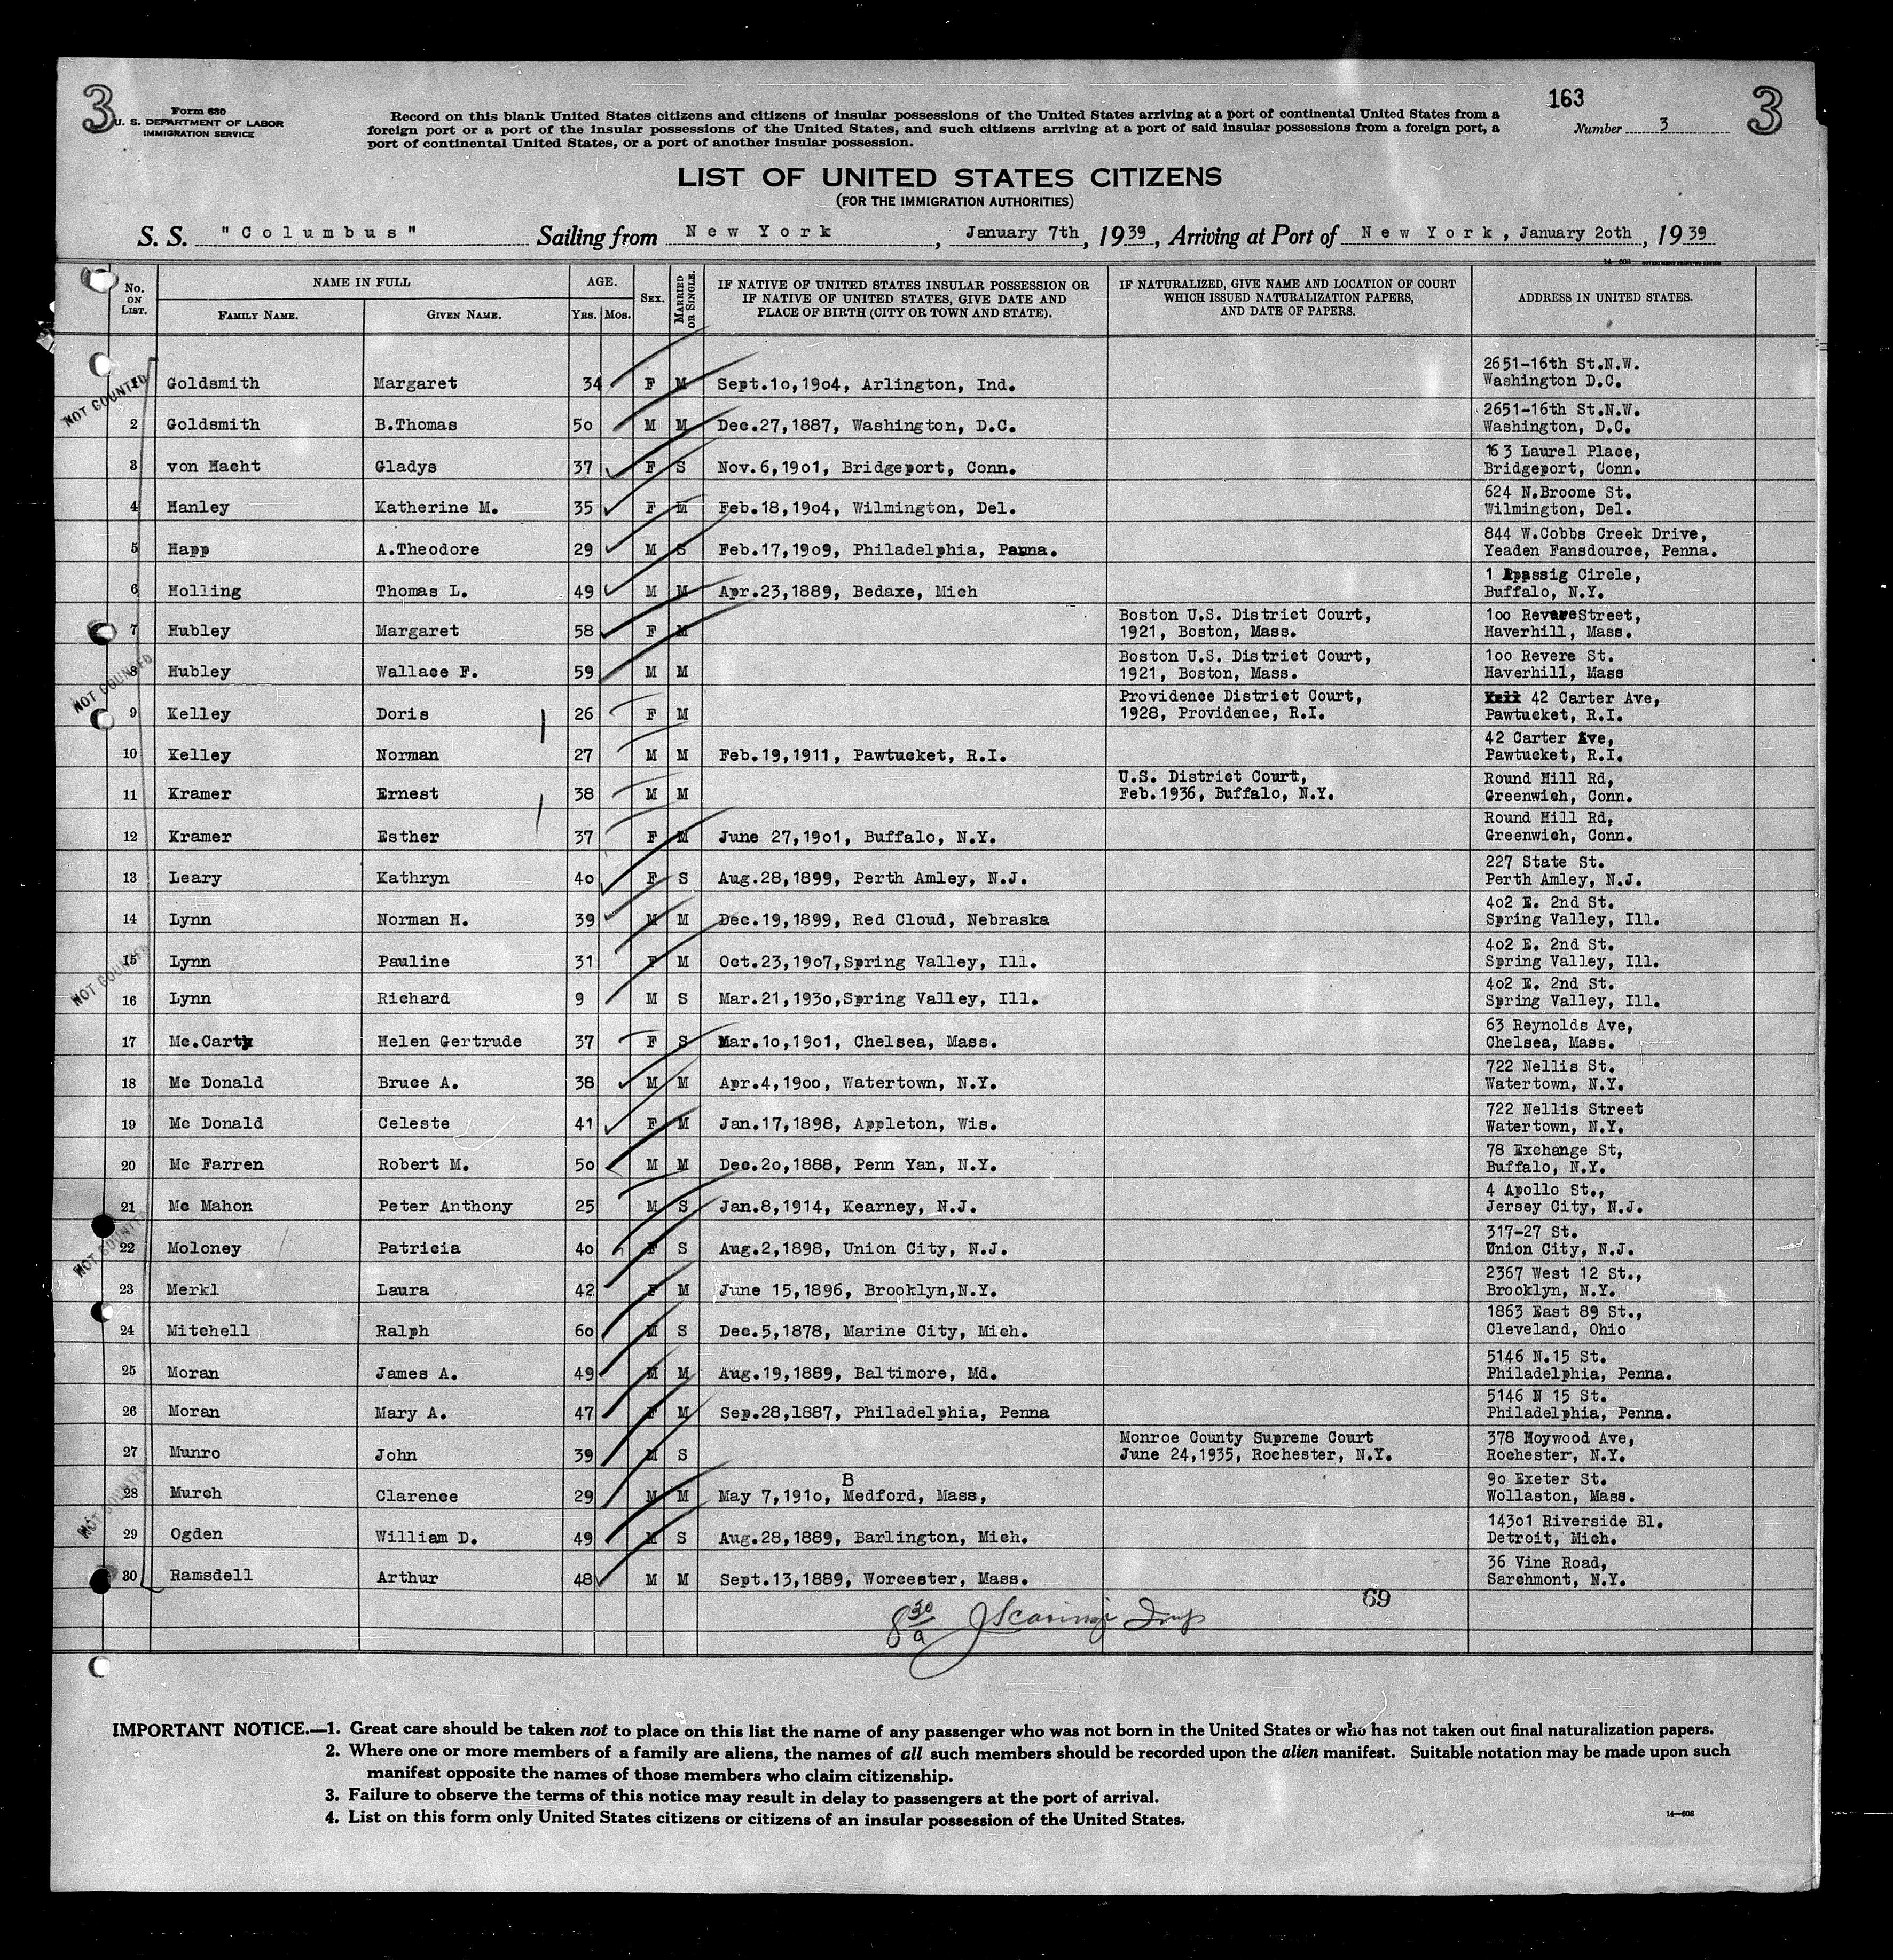 3
Form 630
U. S. DEPARTMENT OF LABOR
IMMIGRATION SERVICE
Record on this blank United States citizens and citizens of insular possessions of the United States arriving at a port of continental United States from a
foreign port or a port of the insular possessions of the United States, and such citizens arriving at a port of said insular possessions from a foreign port, a
port of continental United States, or a port of another insular possession.
163
Number 3
3
LIST OF UNITED STATES CITIZENS
(FOR THE IMMIGRATION AUTHORITIES)
S. S. "Columbus" Sailing from New York, January 7th, 1939, Arriving at Port of New York, January 20th, 1939
No. ON LIST. NAME IN FULL FAMILY NAME. GIVEN NAME. AGE. YRS. MOS. SEX. MARRIED OR SINGLE. IF NATIVE OF UNITED STATES INSULAR POSSESSION OR IF NATIVE OF UNITED STATES, GIVE DATE AND PLACE OF BIRTH (CITY OR TOWN AND STATE). IF NATURALIZED, GIVE NAME AND LOCATION OF COURT WHICH ISSUED NATURALIZATION PAPERS, AND DATE OF PAPERS. ADDRESS IN UNITED STATES.
NOT COUNTED
1 Goldsmith Margaret 34 F M Sept.10,1904, Arlington, Ind. 2651-16th St.N.W. Washington D.C.
2 Goldsmith B.Thomas 50 M M Dec.27,1887, Washington, D.C. 2651-16th St.N.W. Washington, D.C.
3 von Hacht Gladys 37 F S Nov.6,1901, Bridgeport, Conn. 163 Laurel Place, Bridgeport, Conn.
4 Hanley Katherine M. 35 F M Feb.18,1904, Wilmington, Del. 624 N.Broome St. Wilmington, Del.
5 Happ A.Theodore 29 M S Feb.17,1909, Philadelphia, Penna. 844 W.Cobbs Creek Drive, Yeaden Fansdource, Penna.
6 Holling Thomas L. 49 M M Apr.23,1889, Bedaxe, Mich 1 Circle, Buffalo, N.Y.
7 Hubley Margaret 58 F M Boston U.S. District Court, 1921, Boston, Mass. 100 Revere Street, Haverhill, Mass.
NOT COUNTED
8 Hubley Wallace F. 59 M M Boston U.S. District Court, 1921, Boston, Mass. 100 Revere St. Haverhill, Mass
9 Kelley Doris 26 F M Providence District Court, 1928, Providence, R.I. 42 Carter Ave, Pawtucket, R.I.
10 Kelley Norman 27 M M Feb.19,1911, Pawtucket, R.I. 42 Carter Ave, Pawtucket, R.I.
11 Kramer Ernest 38 M M U.S. District Court, Feb.1936, Buffalo, N.Y. Round Hill Rd, Greenwich, Conn.
12 Kramer Esther 37 F M June 27,1901, Buffalo, N.Y. Round Hill Rd, Greenwich, Conn.
13 Leary Kathryn 40 F S Aug.28,1899, Perth Amley, N.J. 227 State St. Perth Amley, N.J.
14 Lynn Norman H. 39 M M Dec.19,1899, Red Cloud, Nebraska 402 E. 2nd St. Spring Valley, Ill.
NOT COUNTED
15 Lynn Pauline 31 F M Oct.23,1907,Spring Valley, Ill. 402 E. 2nd St. Spring Valley, Ill.
16 Lynn Richard 9 M S Mar.21,1930,Spring Valley, Ill. 402 E. 2nd St. Spring Valley, Ill.
17 Mc.Carty Helen Gertrude 37 F S Mar.10,1901, Chelsea, Mass. 63 Reynolds Ave, Chelsea, Mass.
18 Mc Donald Bruce A. 38 M M Apr.4,1900, Watertown, N.Y. 722 Nellis St. Watertown, N.Y.
19 Mc Donald Celeste 41 F M Jan.17,1898, Appleton, Wis. 722 Nellis Street Watertown, N.Y.
20 Mc Farren Robert M. 50 M M Dec.20,1888, Penn Yan, N.Y. 78 Exchange St, Buffalo, N.Y.
21 Mc Mahon Peter Anthony 25 M S Jan.8,1914, Kearney, N.J. 4 Apollo St., Jersey City, N.J.
NOT COUNTED
22 Moloney Patricia 40 F S Aug.2,1898, Union City, N.J. 317-27 St. Union City, N.J.
23 Merkl Laura 42 F M June 15,1896, Brooklyn,N.Y. 2367 West 12 St., Brooklyn, N.Y.
24 Mitchell Ralph 60 M S Dec.5,1878, Marine City, Mich. 1863 East 89 St., Cleveland, Ohio
25 Moran James A. 49 M M Aug.19,1889, Baltimore, Md. 5146 N.15 St. Philadelphia, Penna.
26 Moran Mary A. 47 F M Sep.28,1887, Philadelphia, Penna 5146 N 15 St. Philadelphia, Penna.
27 Munro John 39 M S Monroe County Supreme Court June 24,1935, Rochester, N.Y. 378 Hoywood Ave, Rochester, N.Y.
NOT COUNTED
B
28 Murch Clarence 29 M M May 7,1910, Medford, Mass, 90 Exeter St. Wollaston, Mass.
29 Ogden William D. 49 M S Aug.28,1889, Barlington, Mich. 14301 Riverside Bl. Detroit, Mich.
30 Ramsdell Arthur 48 M M Sept.13,1889, Worcester, Mass. 36 Vine Road, Sarchmont, N.Y.
69
8 30/a
IMPORTANT NOTICE.—1. Great care should be taken not to place on this list the name of any passenger who was not born in the United States or who has not taken out final naturalization papers.
2. Where one or more members of a family are aliens, the names of all such members should be recorded upon the alien manifest. Suitable notation may be made upon such
manifest opposite the names of those members who claim citizenship.
3. Failure to observe the terms of this notice may result in delay to passengers at the port of arrival.
4. List on this form only United States citizens or citizens of an insular possession of the United States.
14—608